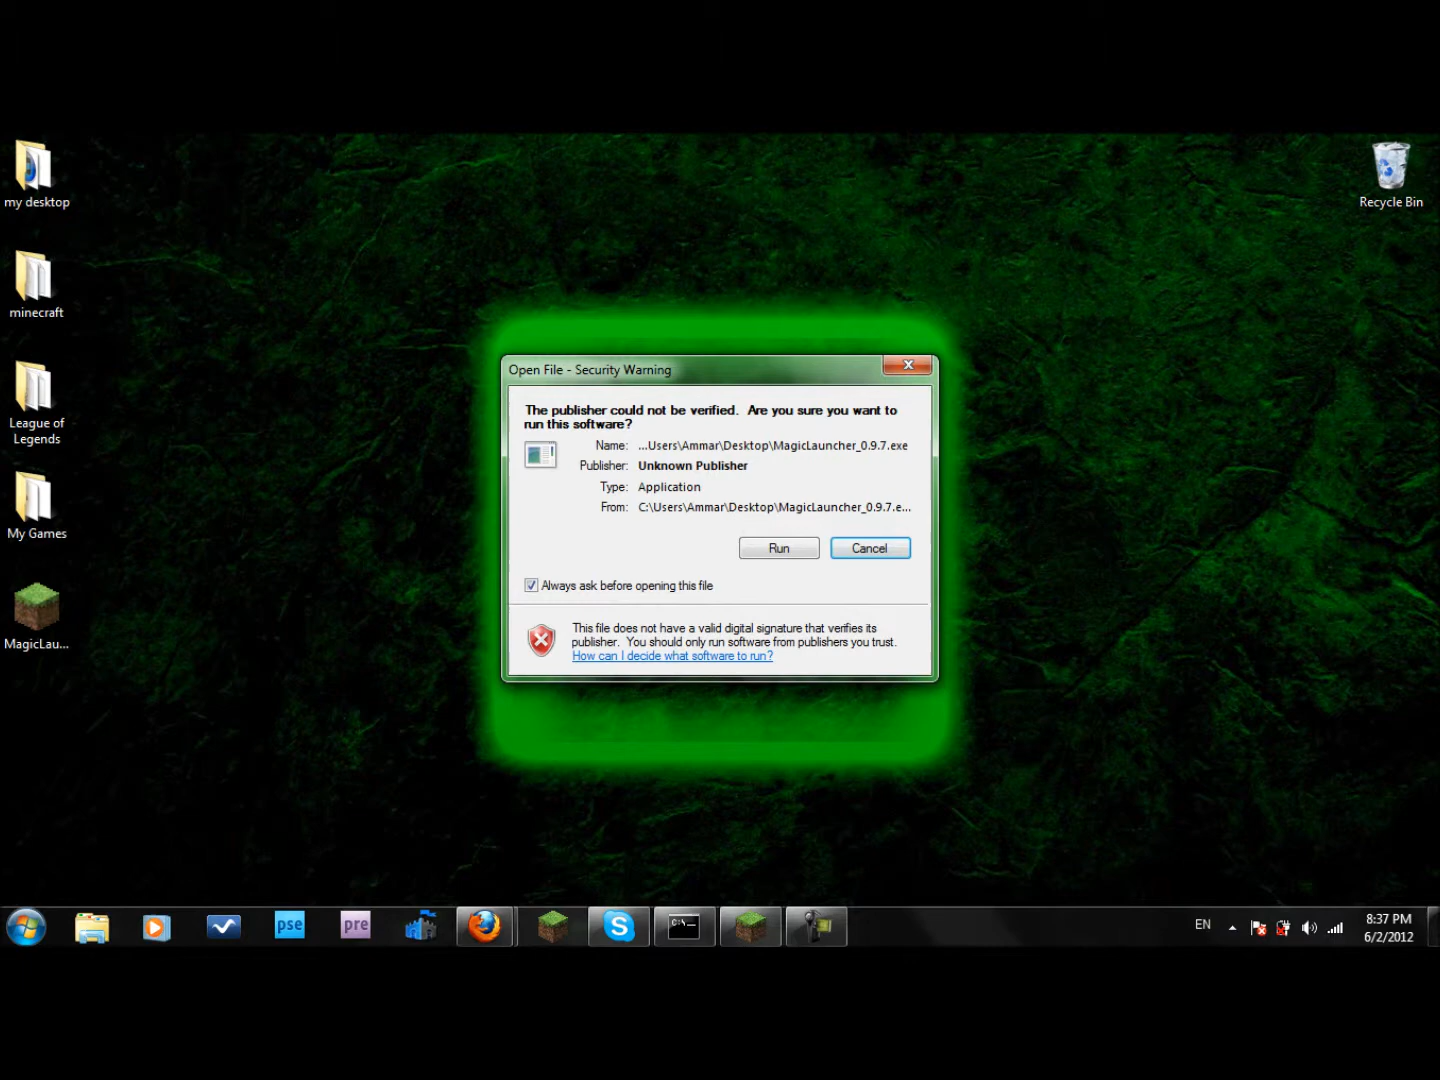 my desktop
Recycle Bin
minecraft
League of
Legends
My Games
MagicLau...
Open File - Security Warning
The publisher could not be verified.  Are you sure you want to
run this software?
Name: ...Users\Ammar\Desktop\MagicLauncher_0.9.7.exe
Publisher: Unknown Publisher
Type: Application
From: C:\Users\Ammar\Desktop\MagicLauncher_0.9.7.e...
Run Cancel
Always ask before opening this file
This file does not have a valid digital signature that verifies its
publisher.  You should only run software from publishers you trust.
How can I decide what software to run?
pse pre C:\ EN 8:37 PM
6/2/2012